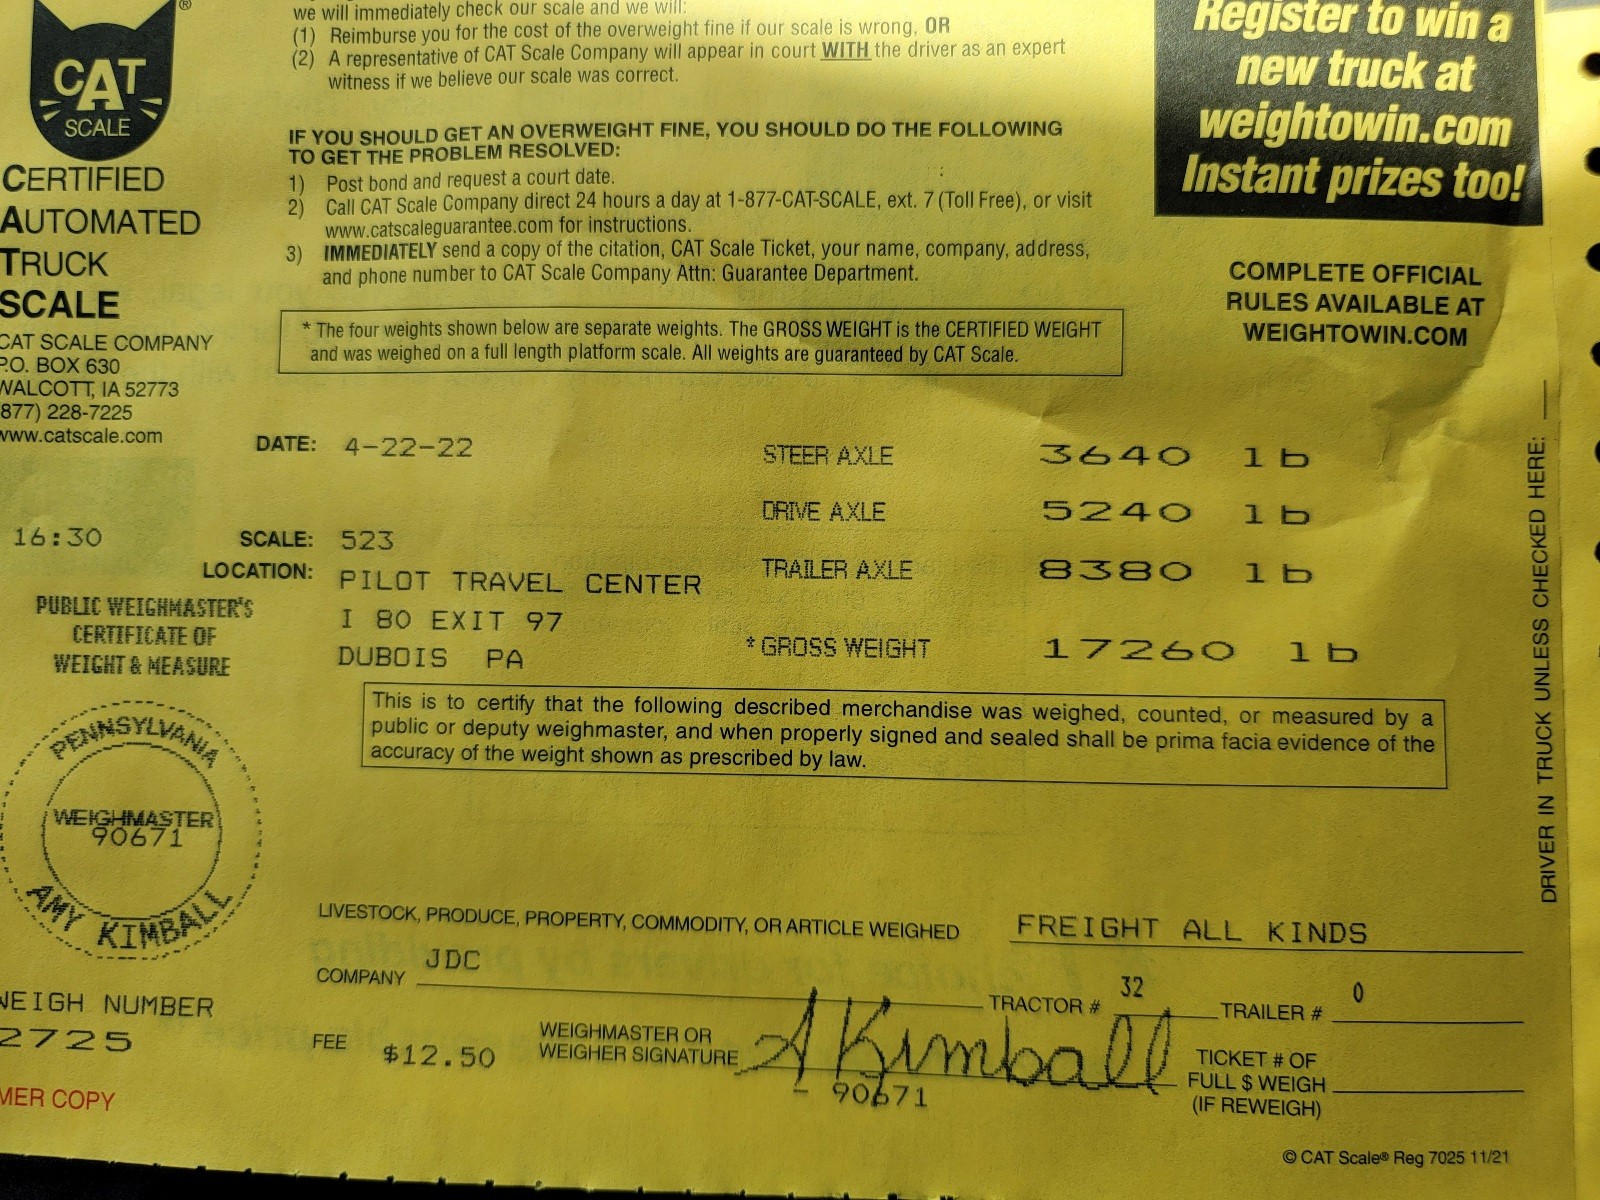 ®
CAT
SCALE
CERTIFIED
AUTOMATED
TRUCK
SCALE
CAT SCALE COMPANY
P.O. BOX 630
WALCOTT, IA 52773
(877) 228-7225
www.catscale.com
we will immediately check our scale and we will:
(1) Reimburse you for the cost of the overweight fine if our scale is wrong, OR
(2) A representative of CAT Scale Company will appear in court WITH the driver as an expert
witness if we believe our scale was correct.
IF YOU SHOULD GET AN OVERWEIGHT FINE, YOU SHOULD DO THE FOLLOWING
TO GET THE PROBLEM RESOLVED:
1) Post bond and request a court date.
2) Call CAT Scale Company direct 24 hours a day at 1-877-CAT-SCALE, ext. 7 (Toll Free), or visit
www.catscaleguarantee.com for instructions.
3) IMMEDIATELY send a copy of the citation, CAT Scale Ticket, your name, company, address,
and phone number to CAT Scale Company Attn: Guarantee Department.
* The four weights shown below are separate weights. The GROSS WEIGHT is the CERTIFIED WEIGHT
and was weighed on a full length platform scale. All weights are guaranteed by CAT Scale.
Register to win a
new truck at
weightowin.com
Instant prizes too!
COMPLETE OFFICIAL
RULES AVAILABLE AT
WEIGHTOWIN.COM
DATE: 4-22-22
16:30
SCALE: 523
LOCATION: PILOT TRAVEL CENTER
I 80 EXIT 97
DUBOIS PA
STEER AXLE 3640 lb
DRIVE AXLE 5240 lb
TRAILER AXLE 8380 lb
* GROSS WEIGHT 17260 lb
DRIVER IN TRUCK UNLESS CHECKED HERE:
PUBLIC WEIGHMASTER'S
CERTIFICATE OF
WEIGHT & MEASURE
PENNSYLVANIA
WEIGHMASTER
90671
AMY KIMBALL
This is to certify that the following described merchandise was weighed, counted, or measured by a
public or deputy weighmaster, and when properly signed and sealed shall be prima facia evidence of the
accuracy of the weight shown as prescribed by law.
LIVESTOCK, PRODUCE, PROPERTY, COMMODITY, OR ARTICLE WEIGHED FREIGHT ALL KINDS
COMPANY JDC TRACTOR # 32 TRAILER # 0
WEIGH NUMBER
2725
FEE $12.50
WEIGHMASTER OR
WEIGHER SIGNATURE A Kimball
90671
TICKET # OF
FULL $ WEIGH
(IF REWEIGH)
MER COPY
© CAT Scale® Reg 7025 11/21